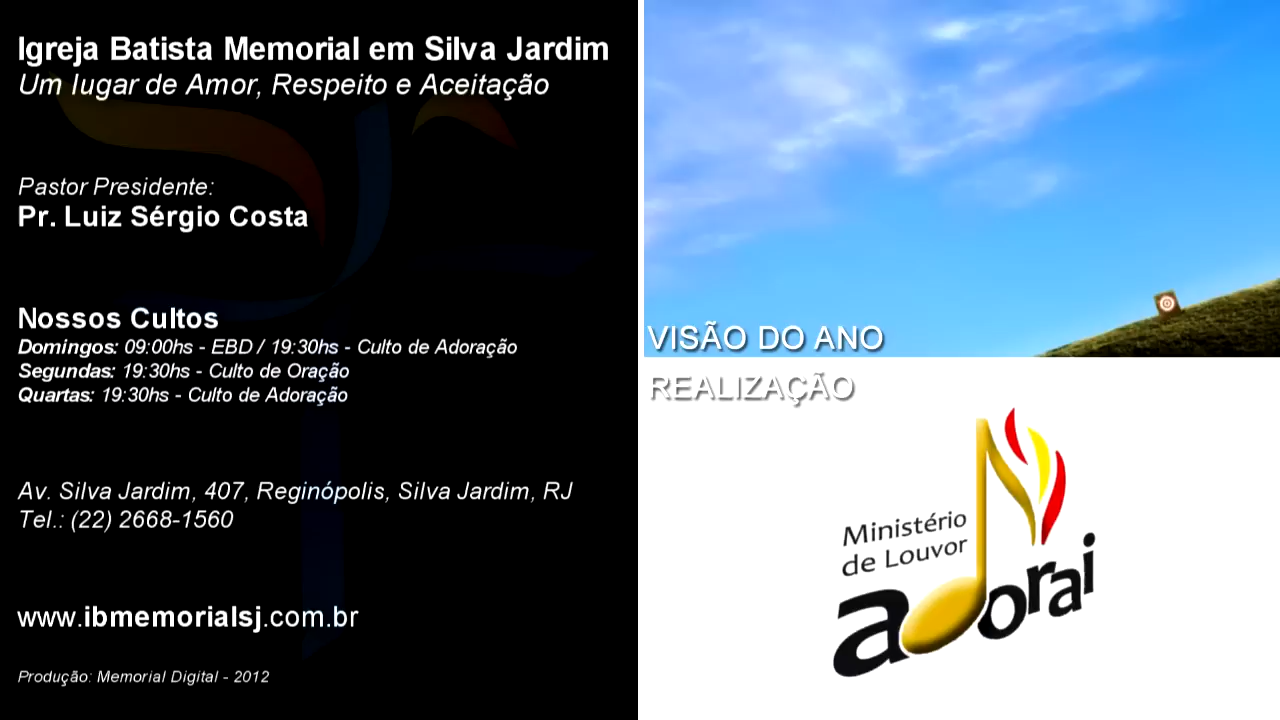 Igreja Batista Memorial em Silva Jardim
Um lugar de Amor, Respeito e Aceitação
Pastor Presidente:
Pr. Luiz Sérgio Costa
Nossos Cultos
Domingos: 09:00hs - EBD / 19:30hs - Culto de Adoração
Segundas: 19:30hs - Culto de Oração
Quartas: 19:30hs - Culto de Adoração
Av. Silva Jardim, 407, Reginópolis, Silva Jardim, RJ
Tel.: (22) 2668-1560
www.ibmemorialsj.com.br
Produção: Memorial Digital - 2012
VISÃO DO ANO
REALIZAÇÃO
Ministério
de Louvor
adorai